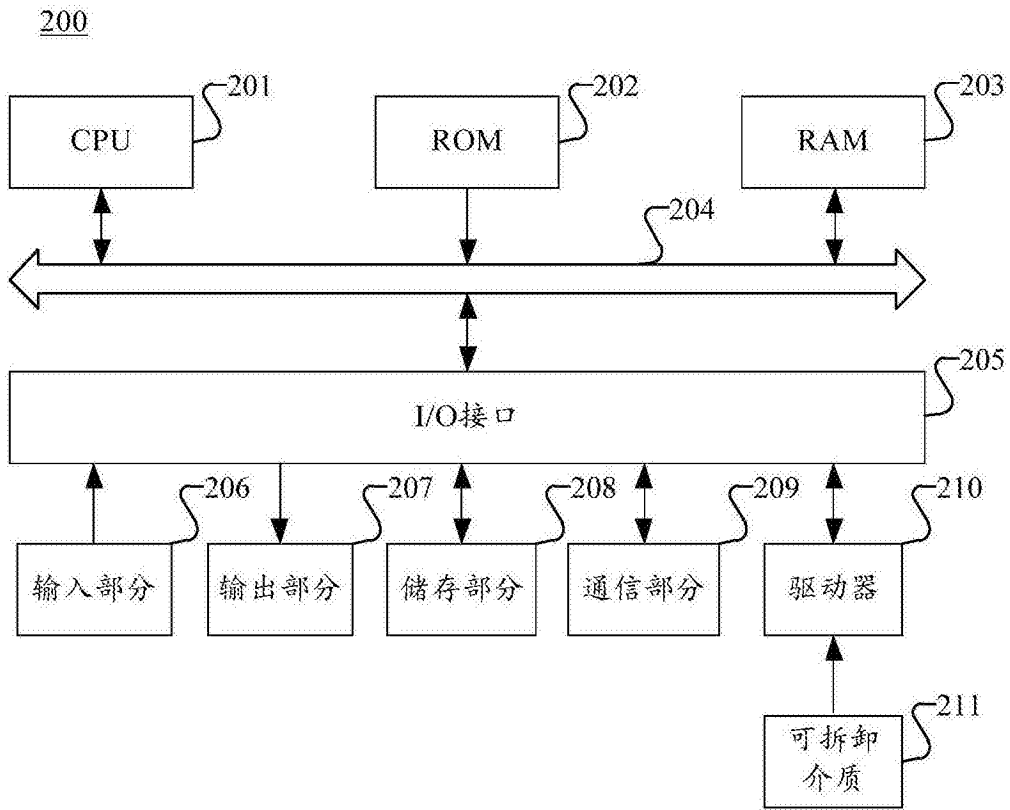 200
201
202
203
CPU
ROM
RAM
204
205
I/O接口
206
207
208
209
210
输入部分
输出部分
储存部分
通信部分
驱动器
211
可拆卸
介质